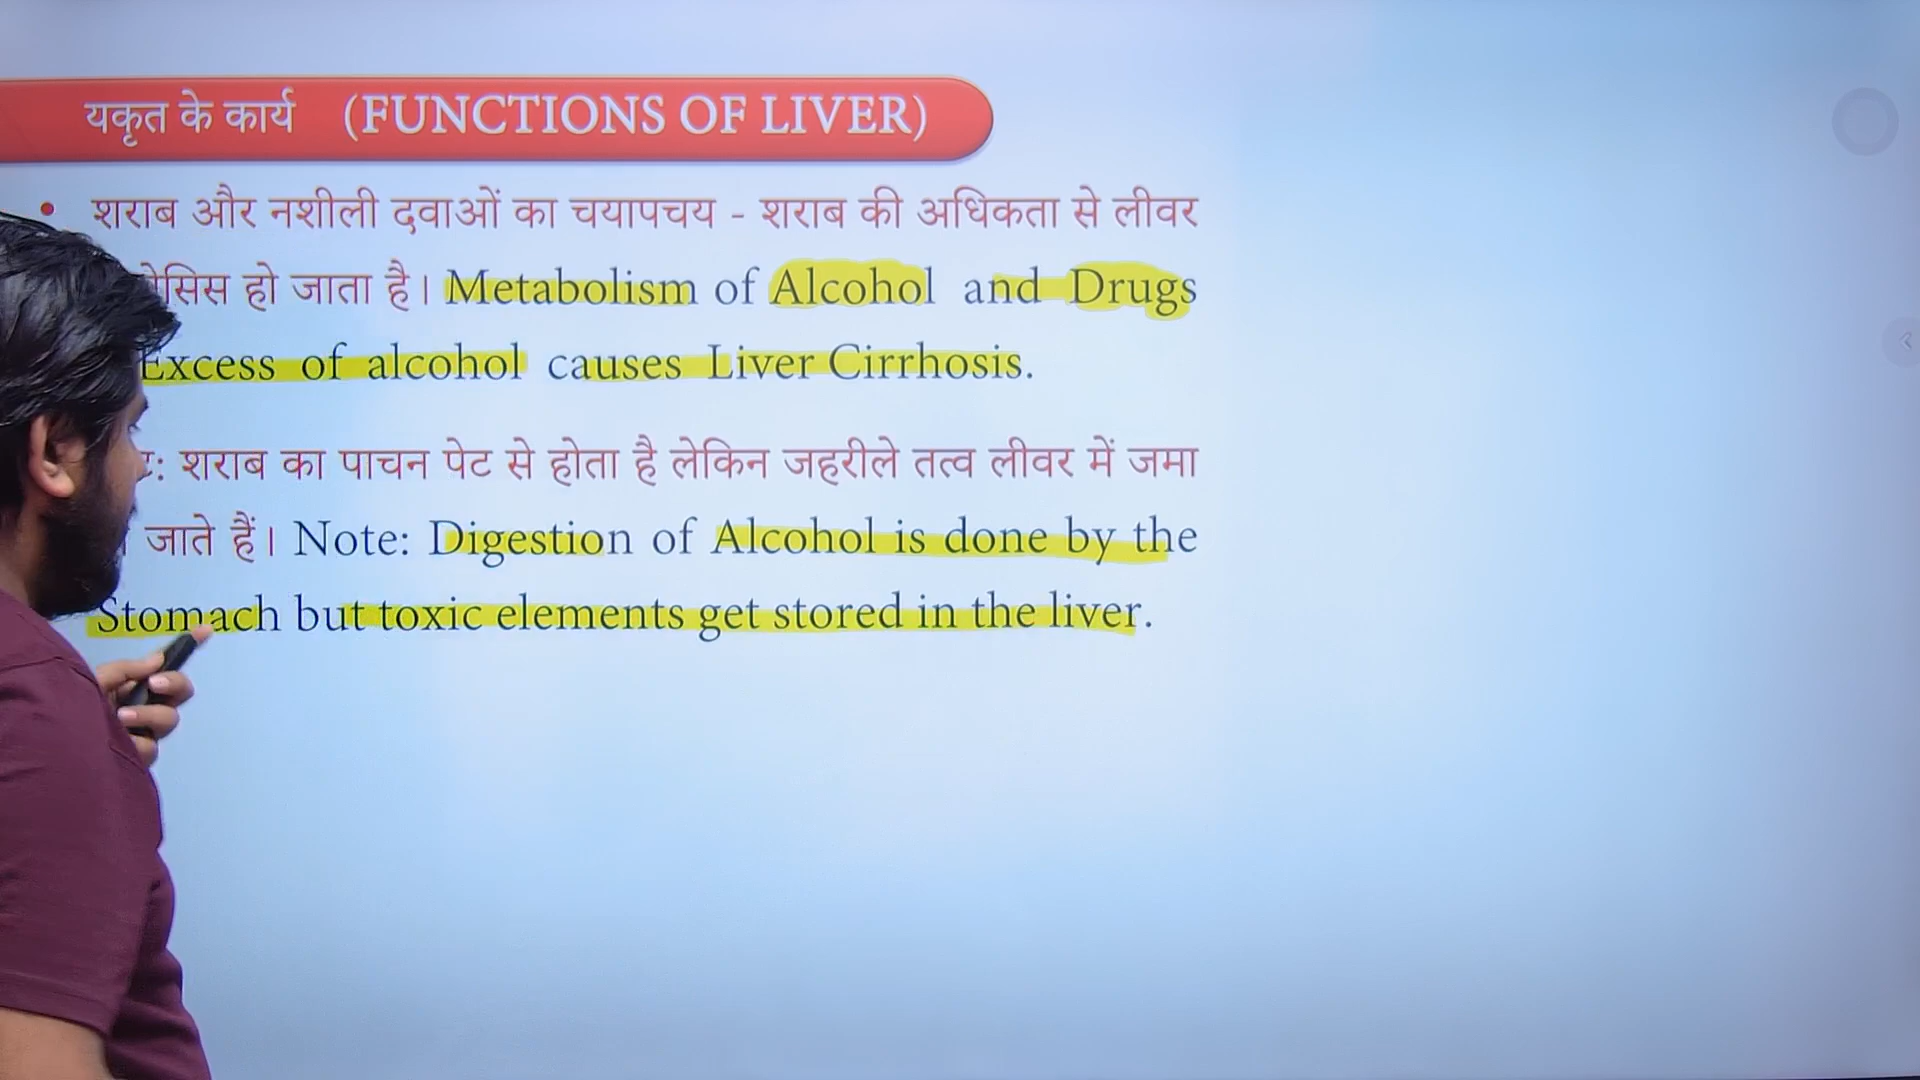 यकृत के कार्य (FUNCTIONS OF LIVER)
• शराब और नशीली दवाओं का चयापचय - शराब की अधिकता से लीवर
हो जाता है। Metabolism of Alcohol and Drugs
Excess of alcohol causes Liver Cirrhosis.
शराब का पाचन पेट से होता है लेकिन जहरीले तत्व लीवर में जमा
जाते हैं। Note: Digestion of Alcohol is done by the
Stomach but toxic elements get stored in the liver.